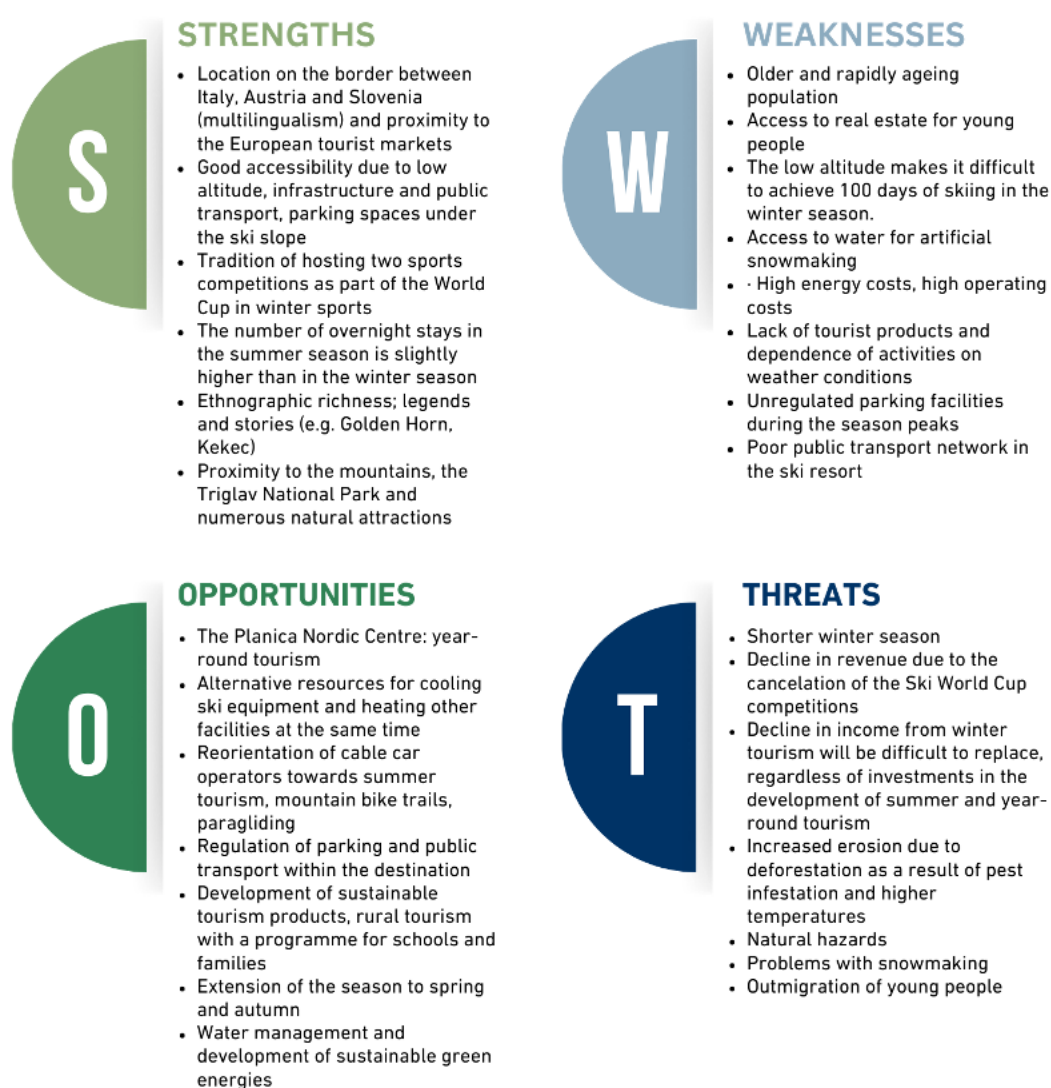 STRENGTHS
S
• Location on the border between
Italy, Austria and Slovenia
(multilingualism) and proximity to
the European tourist markets
• Good accessibility due to low
altitude, infrastructure and public
transport, parking spaces under
the ski slope
• Tradition of hosting two sports
competitions as part of the World
Cup in winter sports
• The number of overnight stays in
the summer season is slightly
higher than in the winter season
• Ethnographic richness; legends
and stories (e.g. Golden Horn,
Kekec)
• Proximity to the mountains, the
Triglav National Park and
numerous natural attractions
WEAKNESSES
W
• Older and rapidly ageing
population
• Access to real estate for young
people
• The low altitude makes it difficult
to achieve 100 days of skiing in the
winter season.
• Access to water for artificial
snowmaking
• · High energy costs, high operating
costs
• Lack of tourist products and
dependence of activities on
weather conditions
• Unregulated parking facilities
during the season peaks
• Poor public transport network in
the ski resort
OPPORTUNITIES
O
• The Planica Nordic Centre: year-
round tourism
• Alternative resources for cooling
ski equipment and heating other
facilities at the same time
• Reorientation of cable car
operators towards summer
tourism, mountain bike trails,
paragliding
• Regulation of parking and public
transport within the destination
• Development of sustainable
tourism products, rural tourism
with a programme for schools and
families
• Extension of the season to spring
and autumn
• Water management and
development of sustainable green
energies
THREATS
T
• Shorter winter season
• Decline in revenue due to the
cancelation of the Ski World Cup
competitions
• Decline in income from winter
tourism will be difficult to replace,
regardless of investments in the
development of summer and year-
round tourism
• Increased erosion due to
deforestation as a result of pest
infestation and higher
temperatures
• Natural hazards
• Problems with snowmaking
• Outmigration of young people